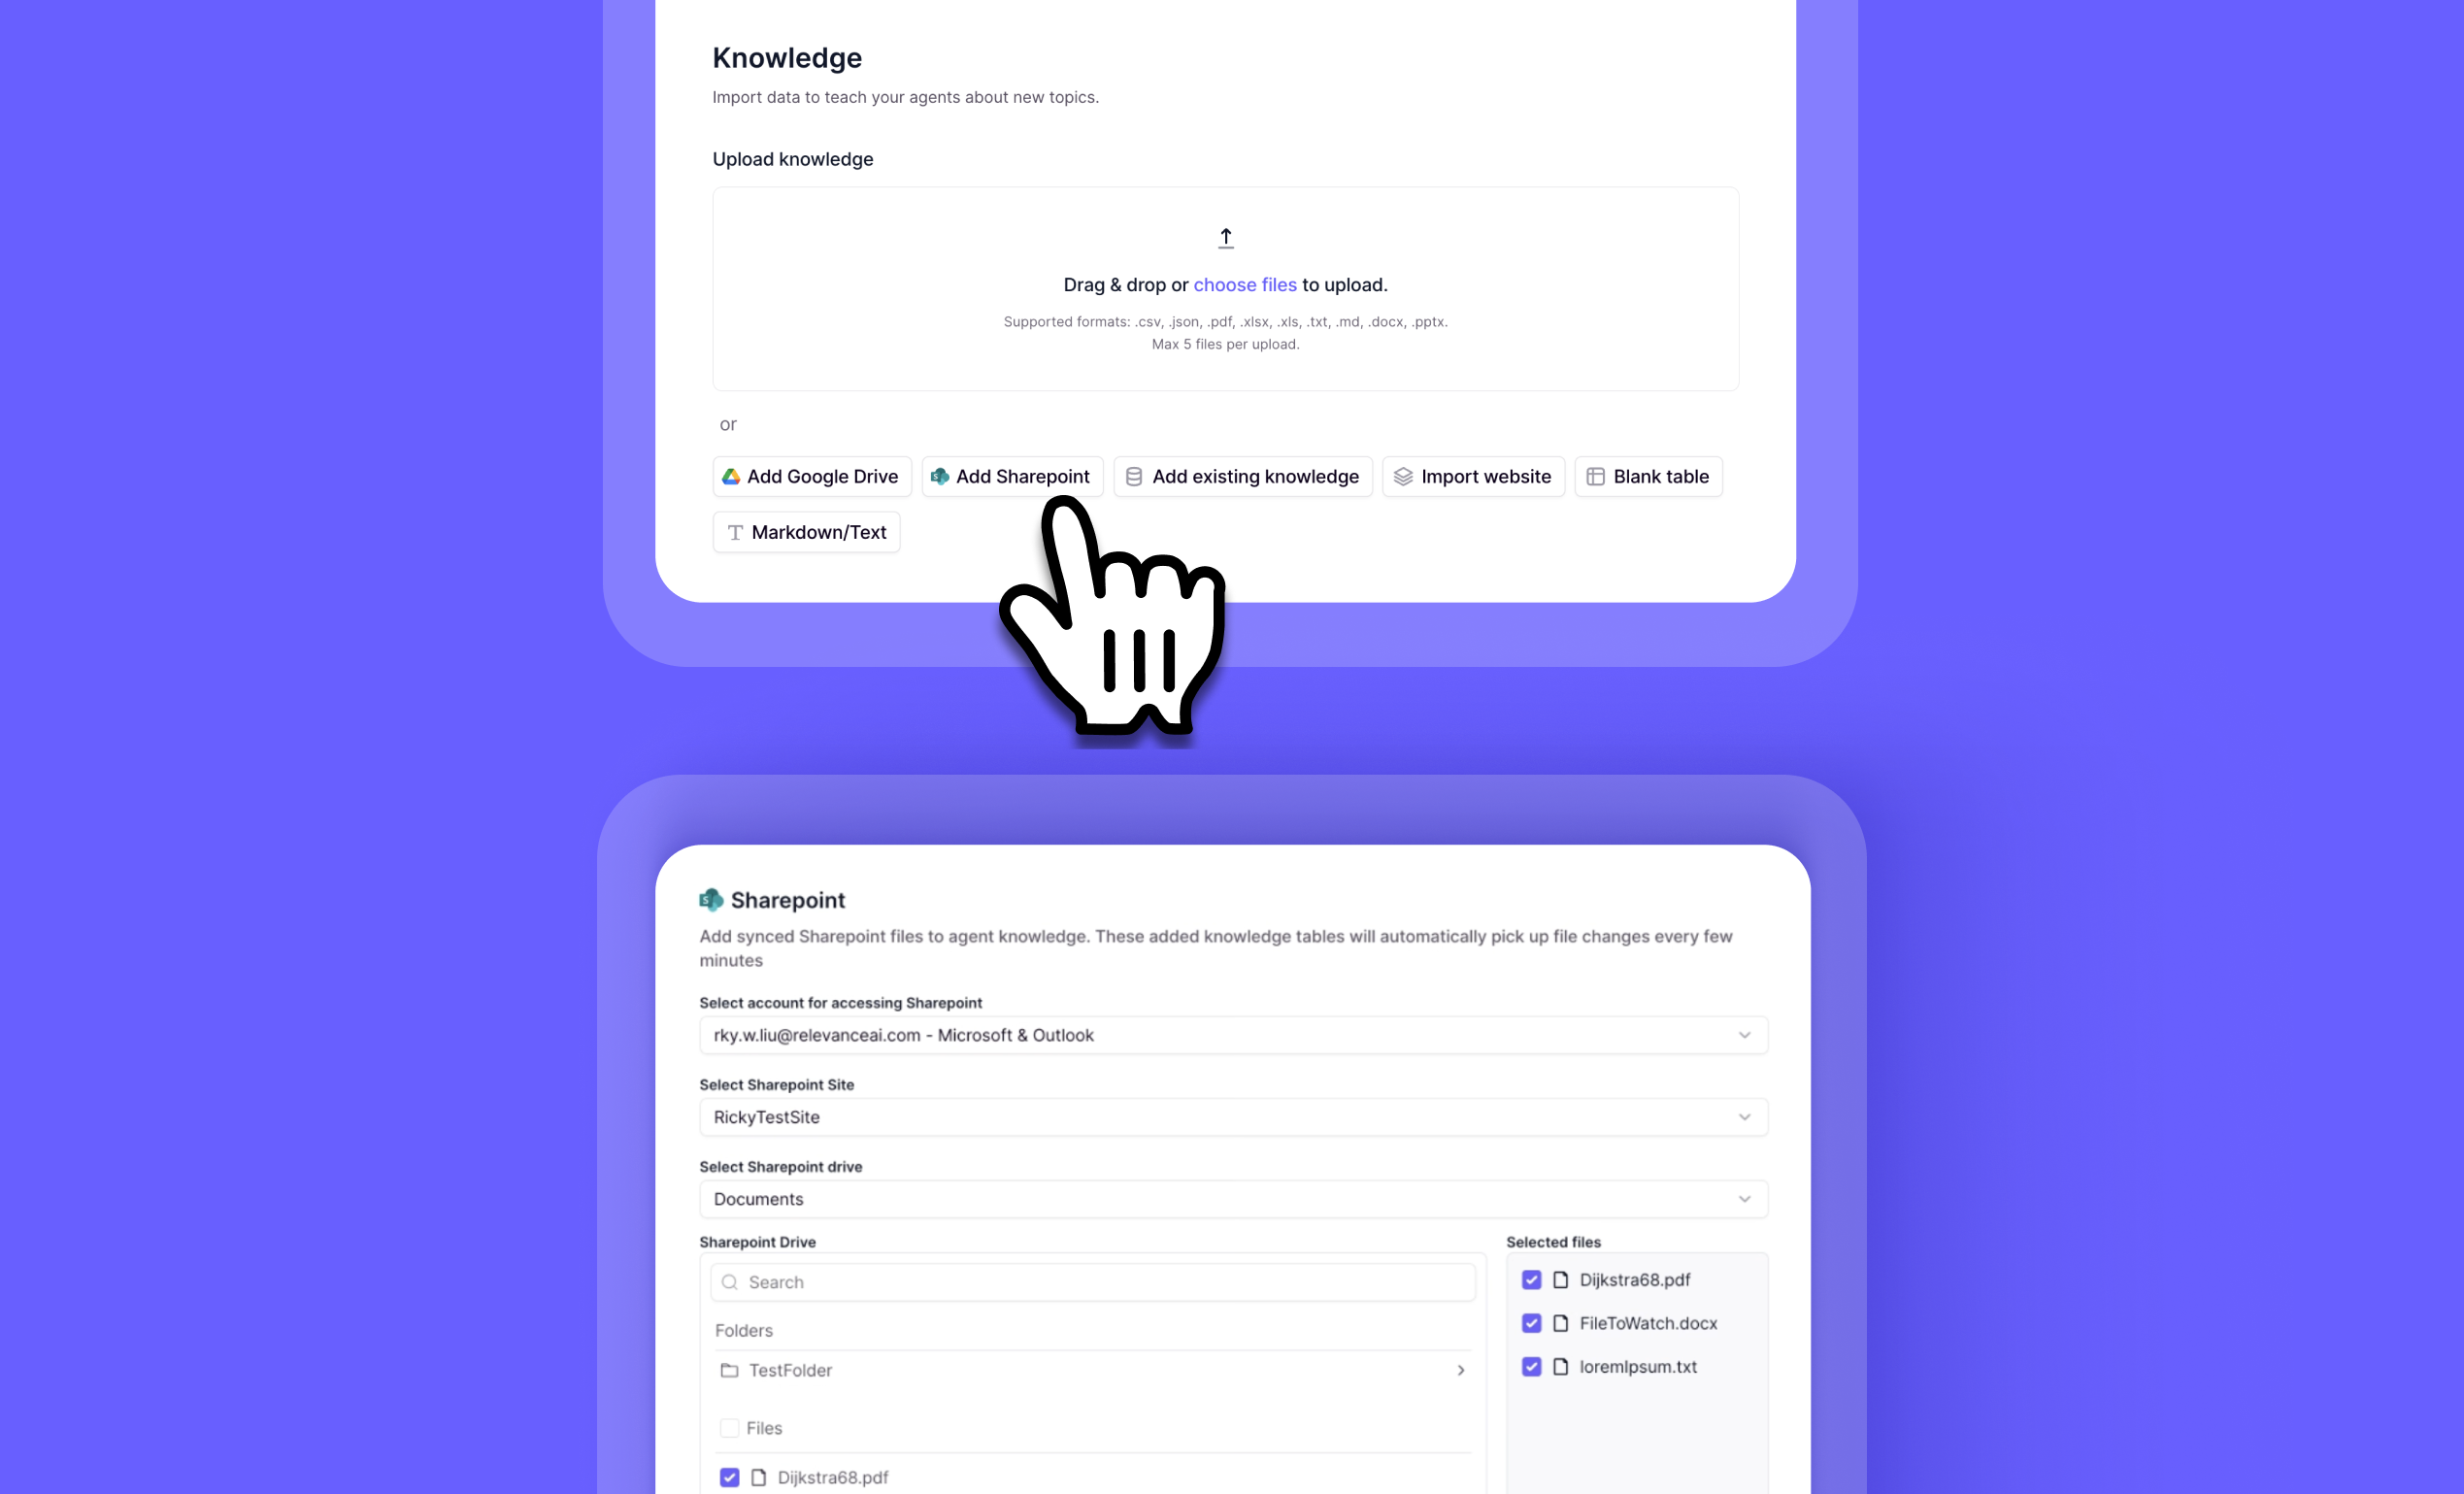 Knowledge
Import data to teach your agents about new topics.
Upload knowledge
Drag & drop or choose files to upload.
Supported formats: .csv, .json, .pdf, .xlsx, .xls, .txt, .md, .docx, .pptx.
Max 5 files per upload.
or
Add Google Drive
Add Sharepoint
Add existing knowledge
Import website
Blank table
Markdown/Text
Sharepoint
Add synced Sharepoint files to agent knowledge. These added knowledge tables will automatically pick up file changes every few
minutes
Select account for accessing Sharepoint
rky.w.liu@relevanceai.com - Microsoft & Outlook
Select Sharepoint Site
RickyTestSite
Select Sharepoint drive
Documents
Sharepoint Drive
Search
Folders
TestFolder
Files
Dijkstra68.pdf
Selected files
Dijkstra68.pdf
FileToWatch.docx
loremIpsum.txt